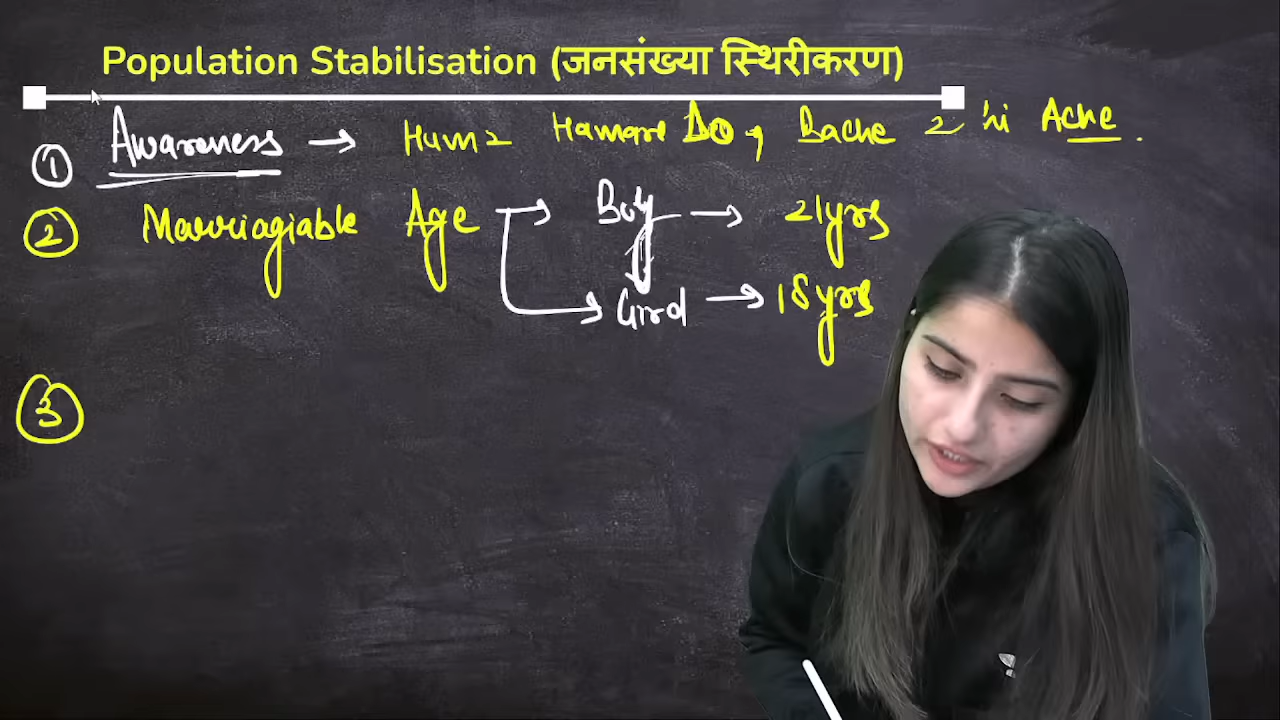 Population Stabilisation (जनसंख्या स्थिरीकरण)
① Awareness → Hum 2 Hamare Do, Bache 2 hi Ache.
② Marriagiable Age → Boy → 21yrs
→ Girl → 18yrs
③